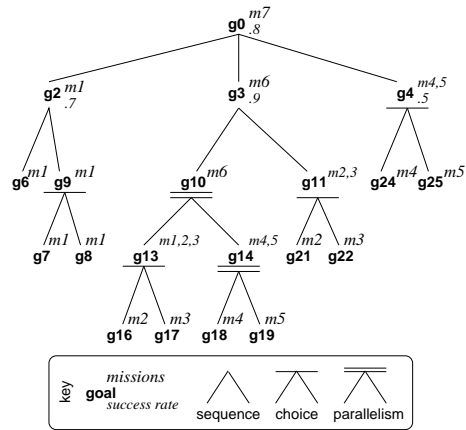 g0 m7 .8
g2 m1 .7 g3 m6 .9 g4 m4,5 .5
g6 m1 g9 m1 g10 m6 g11 m2,3 g24 m4 g25 m5
g7 m1 g8 m1 g13 m1,2,3 g14 m4,5 g21 m2 g22 m3
g16 m2 g17 m3 g18 m4 g19 m5
key goal missions success rate sequence choice parallelism